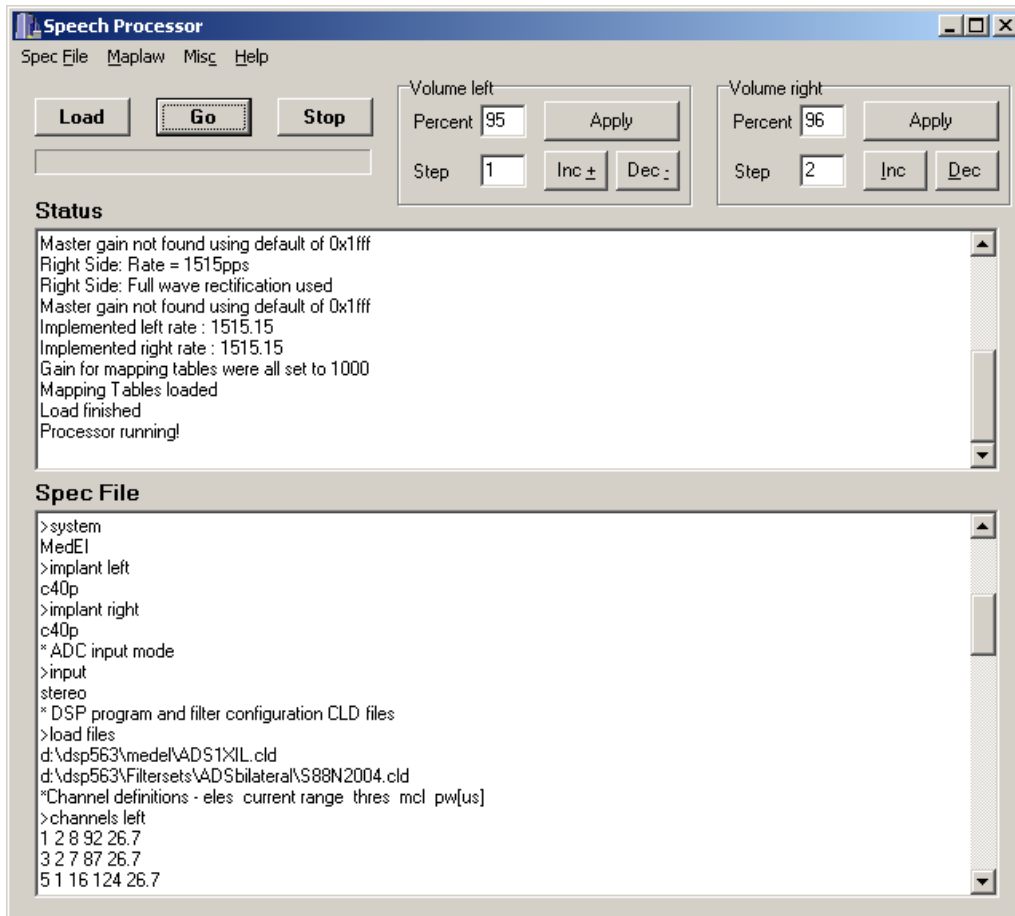 Speech Processor
Spec File Maplaw Misc Help
Load Go Stop
Volume left
Percent 95 Apply
Step 1 Inc + Dec -
Volume right
Percent 96 Apply
Step 2 Inc Dec
Status
Master gain not found using default of 0x1fff
Right Side: Rate = 1515pps
Right Side: Full wave rectification used
Master gain not found using default of 0x1fff
Implemented left rate : 1515.15
Implemented right rate : 1515.15
Gain for mapping tables were all set to 1000
Mapping Tables loaded
Load finished
Processor running!
Spec File
>system
MedEl
>implant left
c40p
>implant right
c40p
* ADC input mode
>input
stereo
* DSP program and filter configuration CLD files
>load files
d:\dsp563\medel\ADS1XIL.cld
d:\dsp563\Filtersets\ADSbilateral\S88N2004.cld
*Channel definitions - eles current range thres mcl pw[us]
>channels left
1 2 8 92 26.7
3 2 7 87 26.7
5 1 16 124 26.7